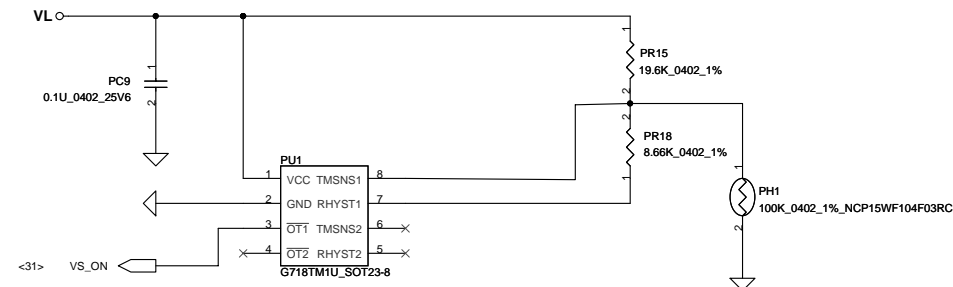 VL
1
PR15
19.6K_0402_1%
2
1
PC9
0.1U_0402_25V6
2
2
PR18
8.66K_0402_1%
1
PU1
1 VCC TMSNS1 8
2 GND RHYST1 7
3 OT1 TMSNS2 6
4 OT2 RHYST2 5
G718TM1U_SOT23-8
1
PH1
100K_0402_1%_NCP15WF104F03RC
2
<31> VS_ON